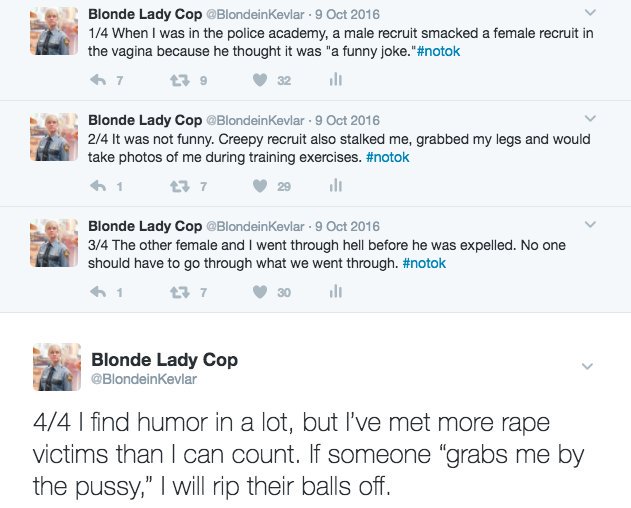 Blonde Lady Cop @BlondeinKevlar · 9 Oct 2016
1/4 When I was in the police academy, a male recruit smacked a female recruit in
the vagina because he thought it was "a funny joke."#notok
7 9 32
Blonde Lady Cop @BlondeinKevlar · 9 Oct 2016
2/4 It was not funny. Creepy recruit also stalked me, grabbed my legs and would
take photos of me during training exercises. #notok
1 7 29
Blonde Lady Cop @BlondeinKevlar · 9 Oct 2016
3/4 The other female and I went through hell before he was expelled. No one
should have to go through what we went through. #notok
1 7 30
Blonde Lady Cop
@BlondeinKevlar
4/4 I find humor in a lot, but I’ve met more rape
victims than I can count. If someone “grabs me by
the pussy,” I will rip their balls off.